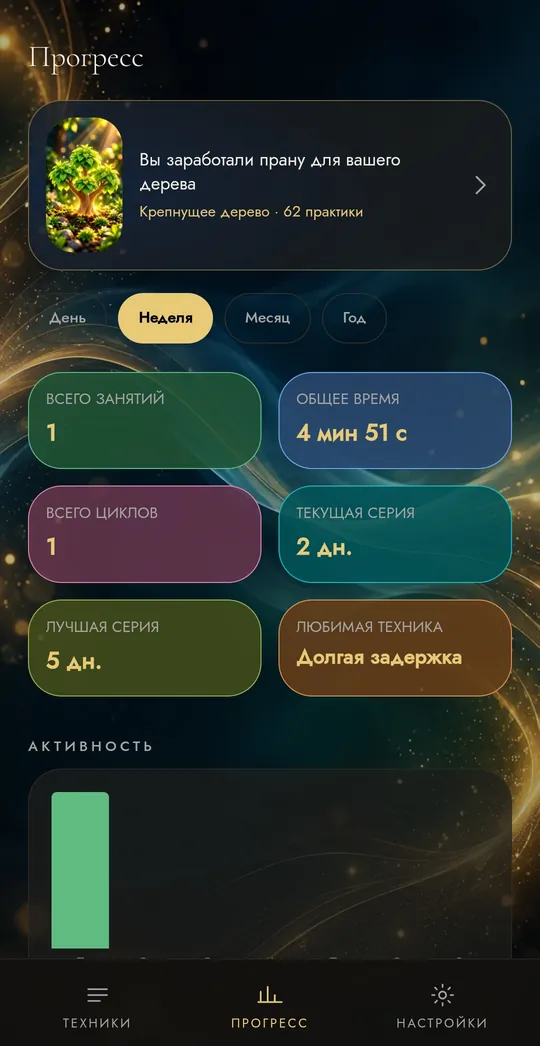 Прогресс
Вы заработали прану для вашего
дерева
Крепнущее дерево · 62 практики
День Неделя Месяц Год
ВСЕГО ЗАНЯТИЙ
1
ОБЩЕЕ ВРЕМЯ
4 мин 51 с
ВСЕГО ЦИКЛОВ
1
ТЕКУЩАЯ СЕРИЯ
2 дн.
ЛУЧШАЯ СЕРИЯ
5 дн.
ЛЮБИМАЯ ТЕХНИКА
Долгая задержка
АКТИВНОСТЬ
ТЕХНИКИ ПРОГРЕСС НАСТРОЙКИ